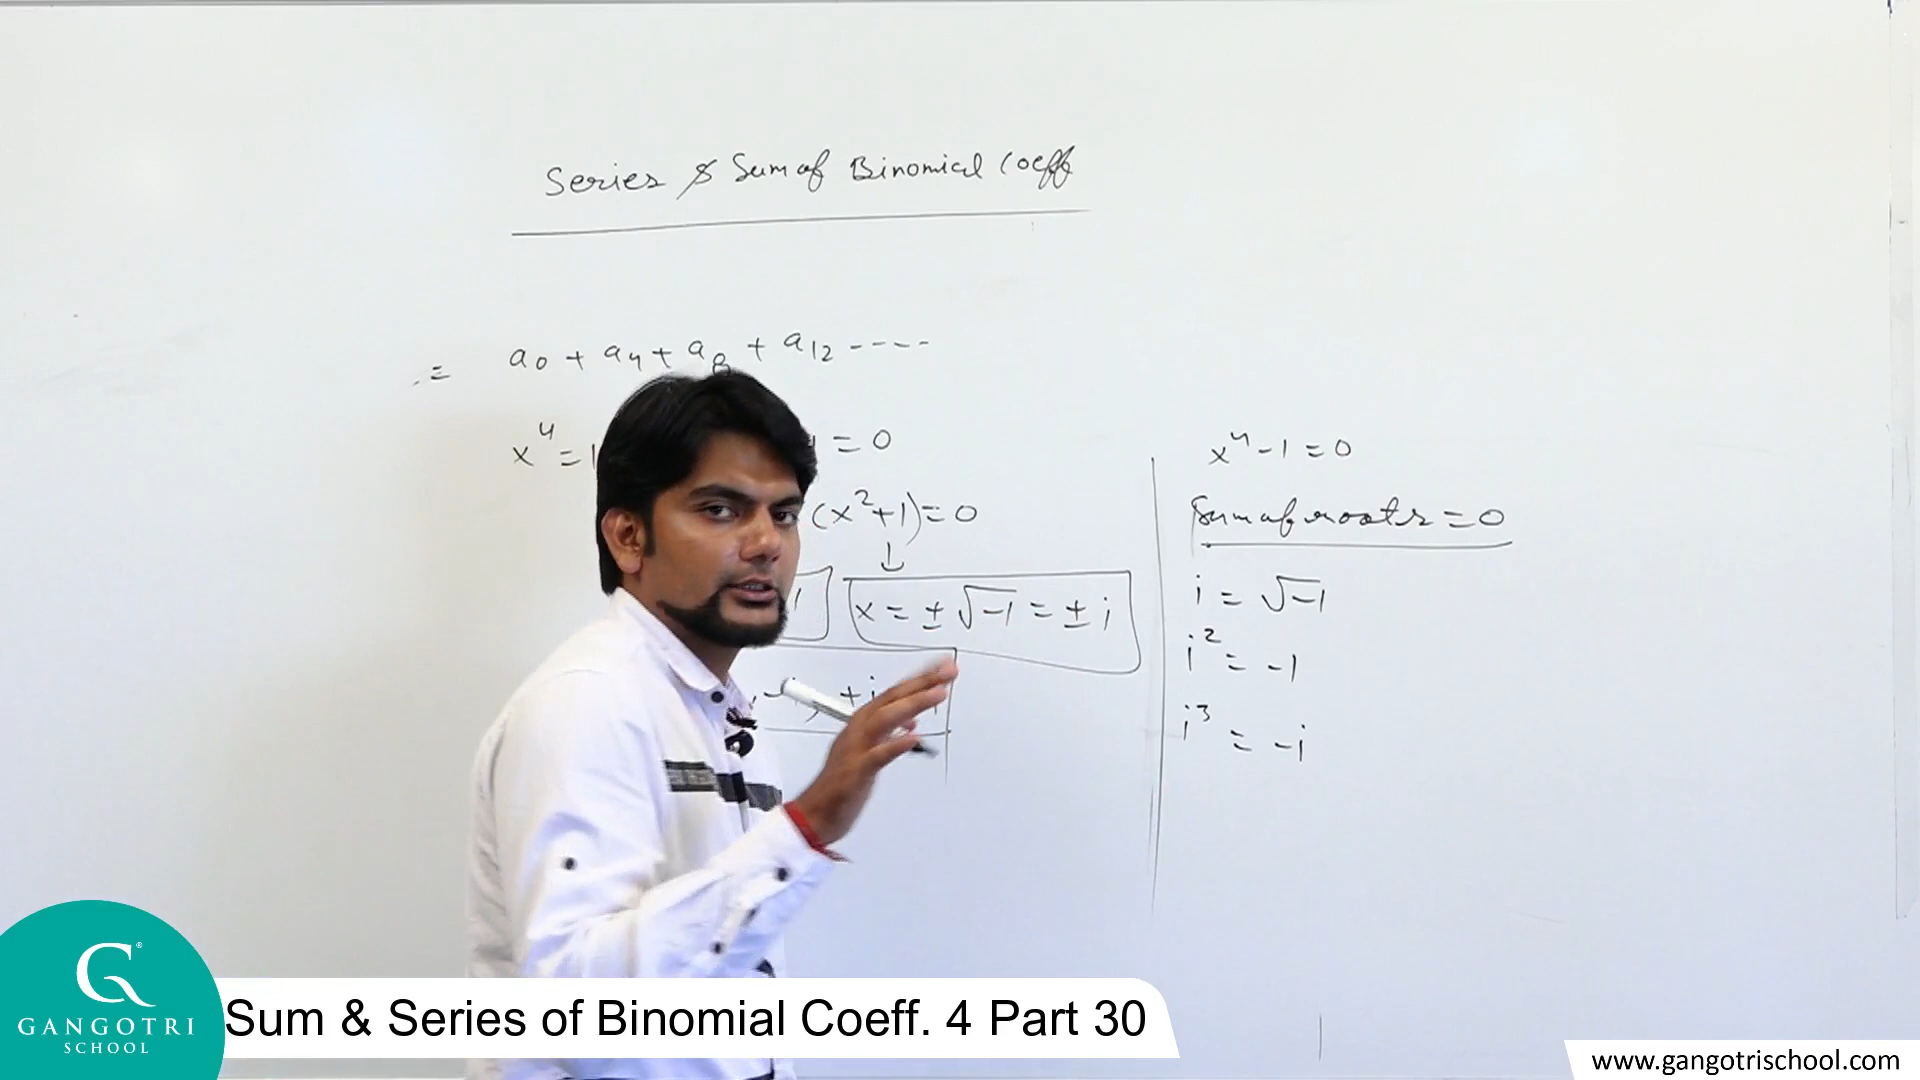 Series & Sum of Binomial Coeff
.= a0 + a4 + a8 + a12 ----
x^4 = 1 = 0
(x^2+1) = 0
↓
x = ± √-1 = ± i
+i
x^4 - 1 = 0
Sum of roots = 0
i = √-1
i^2 = -1
i^3 = -i
GANGOTRI
SCHOOL
Sum & Series of Binomial Coeff. 4 Part 30
www.gangotrischool.com